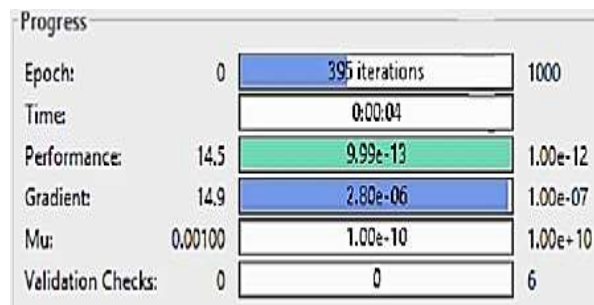 Progress
Epoch: 0 395 iterations 1000
Time: 0:00:04
Performance: 14.5 9.99e-13 1.00e-12
Gradient: 14.9 2.80e-06 1.00e-07
Mu: 0.00100 1.00e-10 1.00e+10
Validation Checks: 0 0 6